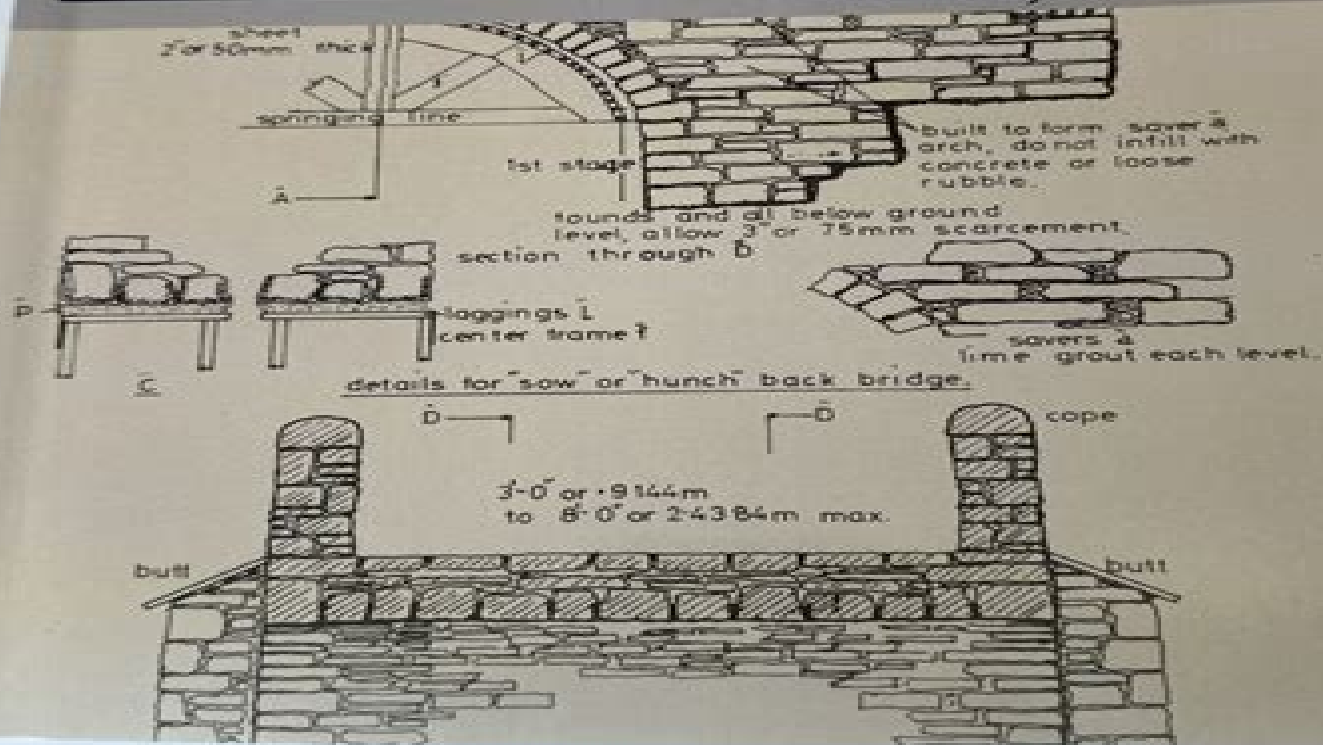 sheet
2" or 50mm thick
springing line
1st stage
A
built to form saver a
arch, do not infill with
concrete or loose
rubble.
founds and all below ground
level, allow 3" or 75mm scarcement.
section through D
P
laggings L
center frame f
C
savers a
lime grout each level.
details for "sow" or "hunch" back bridge.
D
D
cope
3'-0" or .9144m
to 8'-0" or 2.4384m max.
butt
butt